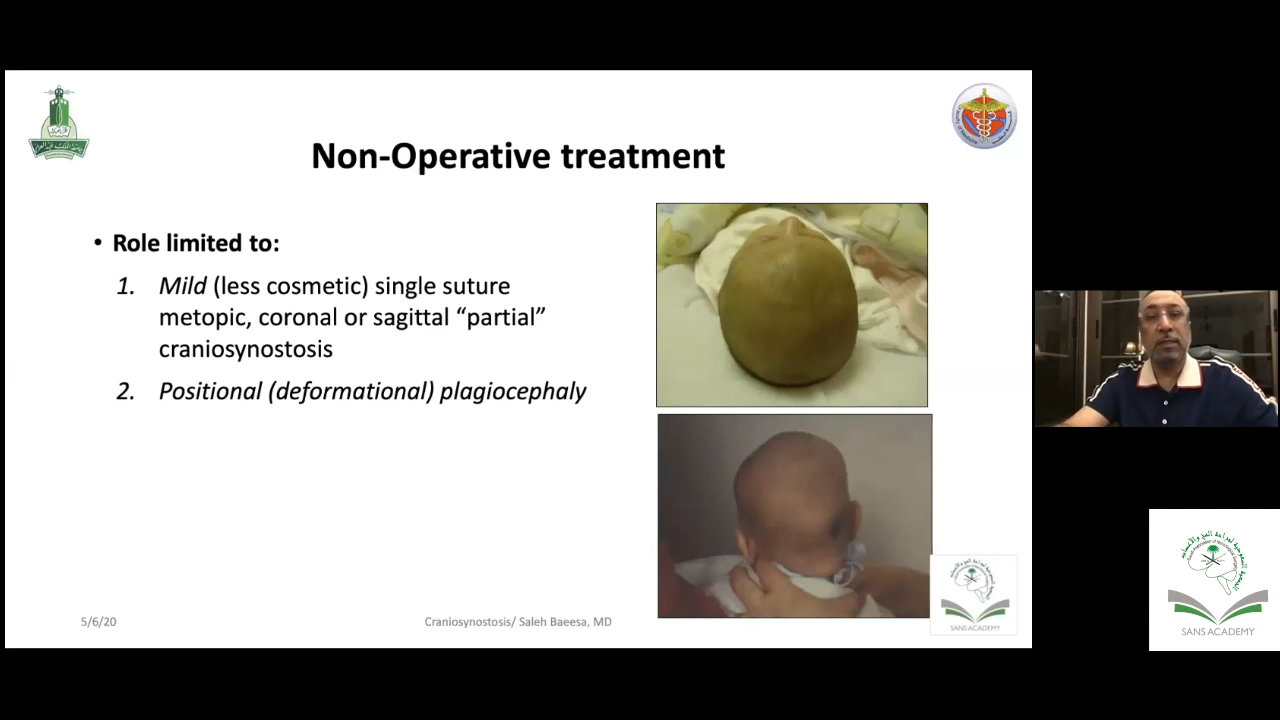 Non-Operative treatment
• Role limited to:
1. Mild (less cosmetic) single suture
metopic, coronal or sagittal “partial”
craniosynostosis
2. Positional (deformational) plagiocephaly
5/6/20
Craniosynostosis/ Saleh Baeesa, MD
SANS ACADEMY
SANS ACADEMY